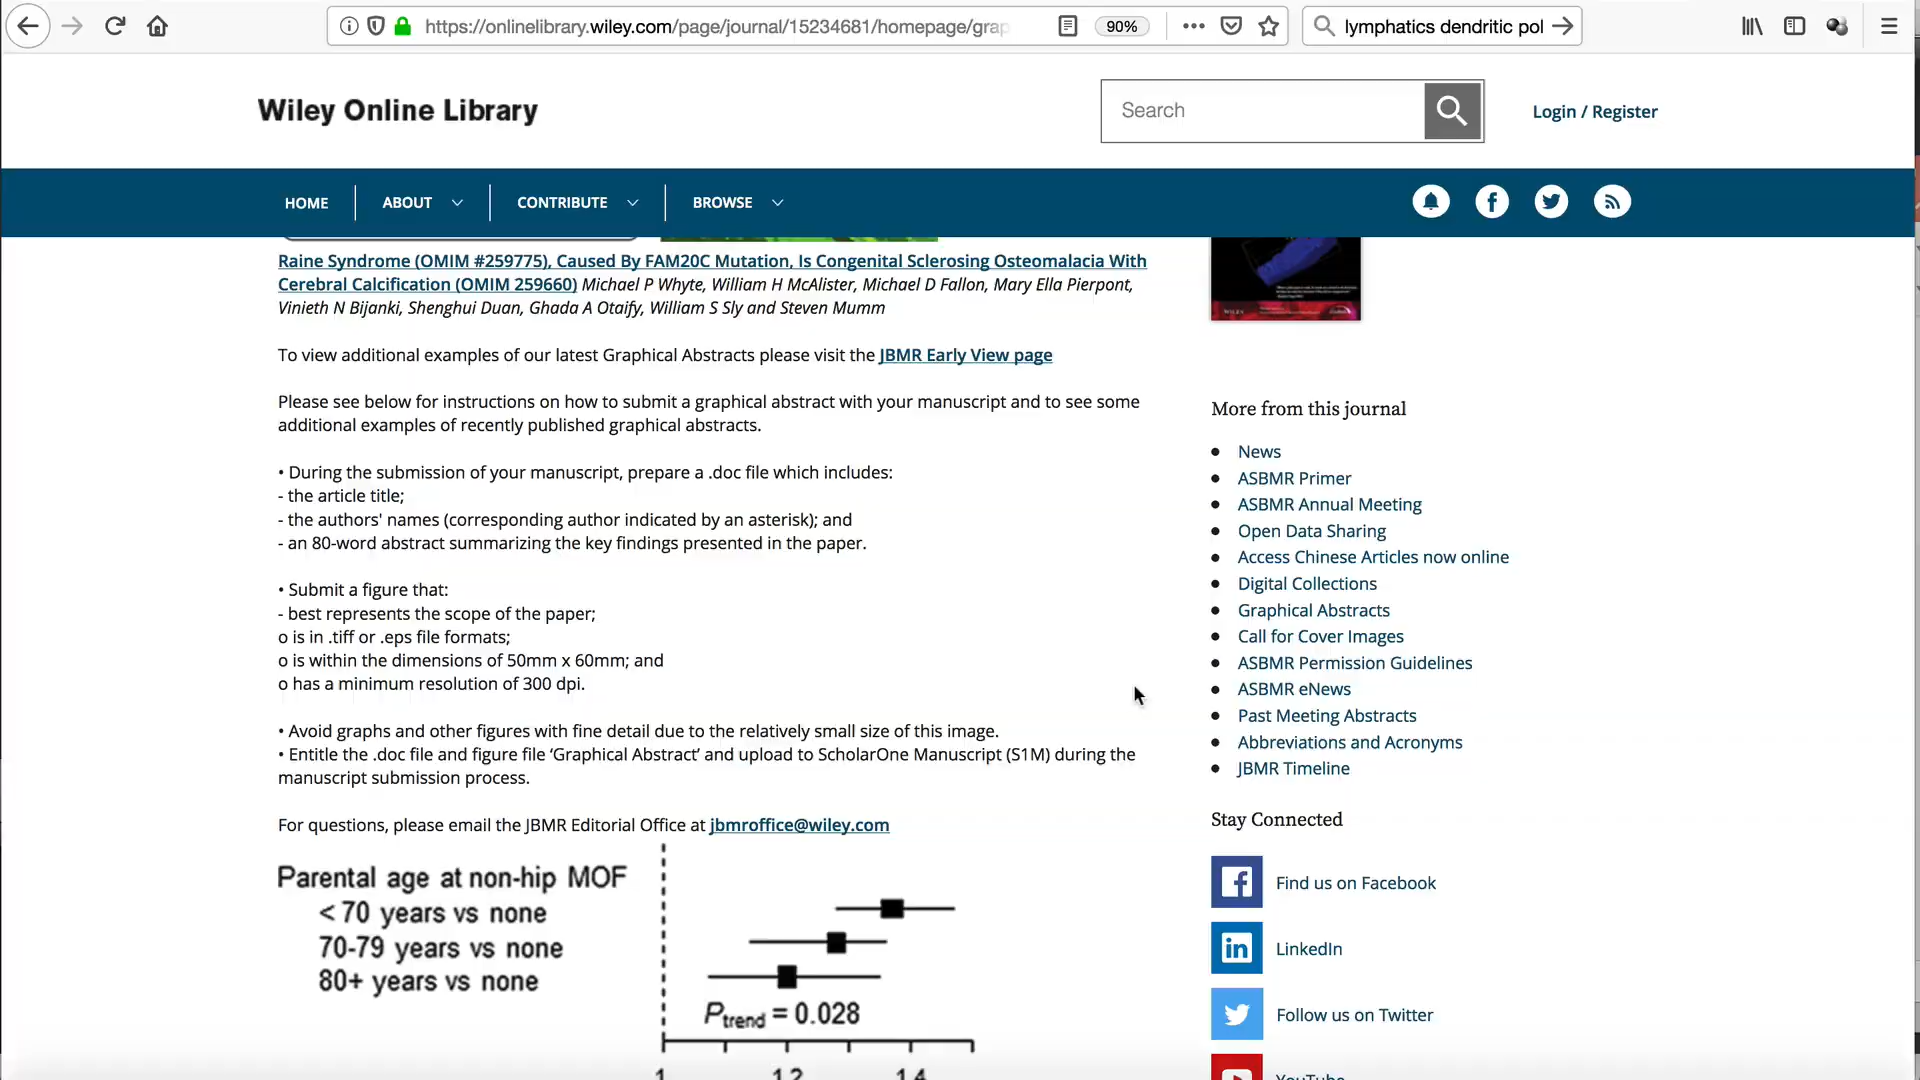 https://onlinelibrary.wiley.com/page/journal/15234681/homepage/grap
90%
lymphatics dendritic pol
Wiley Online Library
Search
Login / Register
HOME
ABOUT
CONTRIBUTE
BROWSE
Raine Syndrome (OMIM #259775), Caused By FAM20C Mutation, Is Congenital Sclerosing Osteomalacia With
Cerebral Calcification (OMIM 259660) Michael P Whyte, William H McAlister, Michael D Fallon, Mary Ella Pierpont,
Vinieth N Bijanki, Shenghui Duan, Ghada A Otaify, William S Sly and Steven Mumm
To view additional examples of our latest Graphical Abstracts please visit the JBMR Early View page
Please see below for instructions on how to submit a graphical abstract with your manuscript and to see some
additional examples of recently published graphical abstracts.
• During the submission of your manuscript, prepare a .doc file which includes:
- the article title;
- the authors' names (corresponding author indicated by an asterisk); and
- an 80-word abstract summarizing the key findings presented in the paper.
• Submit a figure that:
- best represents the scope of the paper;
o is in .tiff or .eps file formats;
o is within the dimensions of 50mm x 60mm; and
o has a minimum resolution of 300 dpi.
• Avoid graphs and other figures with fine detail due to the relatively small size of this image.
• Entitle the .doc file and figure file ‘Graphical Abstract’ and upload to ScholarOne Manuscript (S1M) during the
manuscript submission process.
For questions, please email the JBMR Editorial Office at jbmroffice@wiley.com
Parental age at non-hip MOF
< 70 years vs none
70-79 years vs none
80+ years vs none
Ptrend = 0.028
1 1.2 1.4
WILEY
More from this journal
• News
• ASBMR Primer
• ASBMR Annual Meeting
• Open Data Sharing
• Access Chinese Articles now online
• Digital Collections
• Graphical Abstracts
• Call for Cover Images
• ASBMR Permission Guidelines
• ASBMR eNews
• Past Meeting Abstracts
• Abbreviations and Acronyms
• JBMR Timeline
Stay Connected
Find us on Facebook
LinkedIn
Follow us on Twitter
YouTube